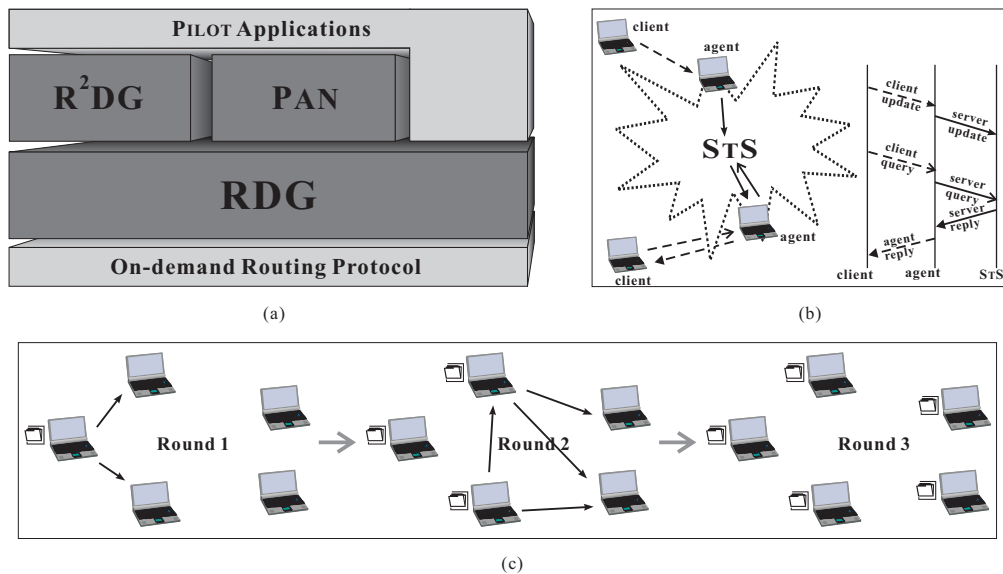 PILOT Applications
R²DG
PAN
RDG
On-demand Routing Protocol
(a)
client
agent
STS
agent
client
client
update
server
update
client
query
server
query
server
reply
agent
reply
client
agent
STS
(b)
Round 1
Round 2
Round 3
(c)